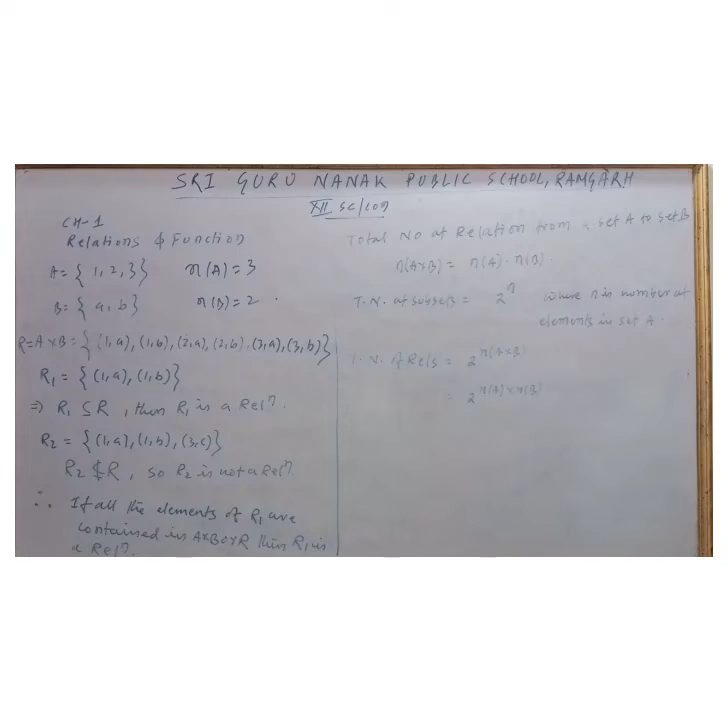 SRI GURU NANAK PUBLIC SCHOOL, RAMGARH
XII SC/COM
CH-1
Relations & Function
A = { 1, 2, 3} n(A) = 3
B = { a, b} n(B) = 2
R = A × B = { (1, a), (1, b), (2, a), (2, b), (3, a), (3, b)}
R₁ = { (1, a), (1, b)}
⇒ R₁ ⊆ R, then R₁ is a Relⁿ.
R₂ = { (1, a), (1, b), (3, c)}
R₂ ⊈ R, so R₂ is not a Relⁿ
∴ If all the elements of R₁ are
contained in A×B or R then R₁ is
a Relⁿ.
Total No of Relation from a set A to set B
n(A×B) = n(A) · n(B).
T. N. of subsets = 2ⁿ where n is number of
elements in set A.
T. N. of Rels = 2^n(A×B)
= 2^n(A)×n(B)